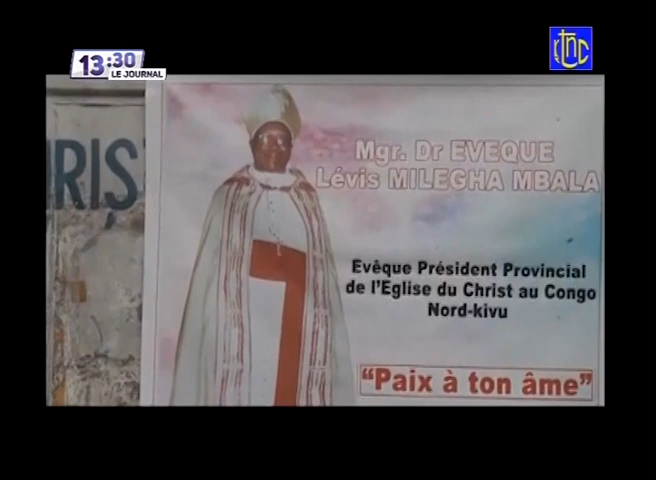 13:30
LE JOURNAL
rtnc
RIS
Mgr. Dr EVEQUE
Lévis MILEGHA MBALA
Evêque Président Provincial
de l'Eglise du Christ au Congo
Nord-kivu
"Paix à ton âme"